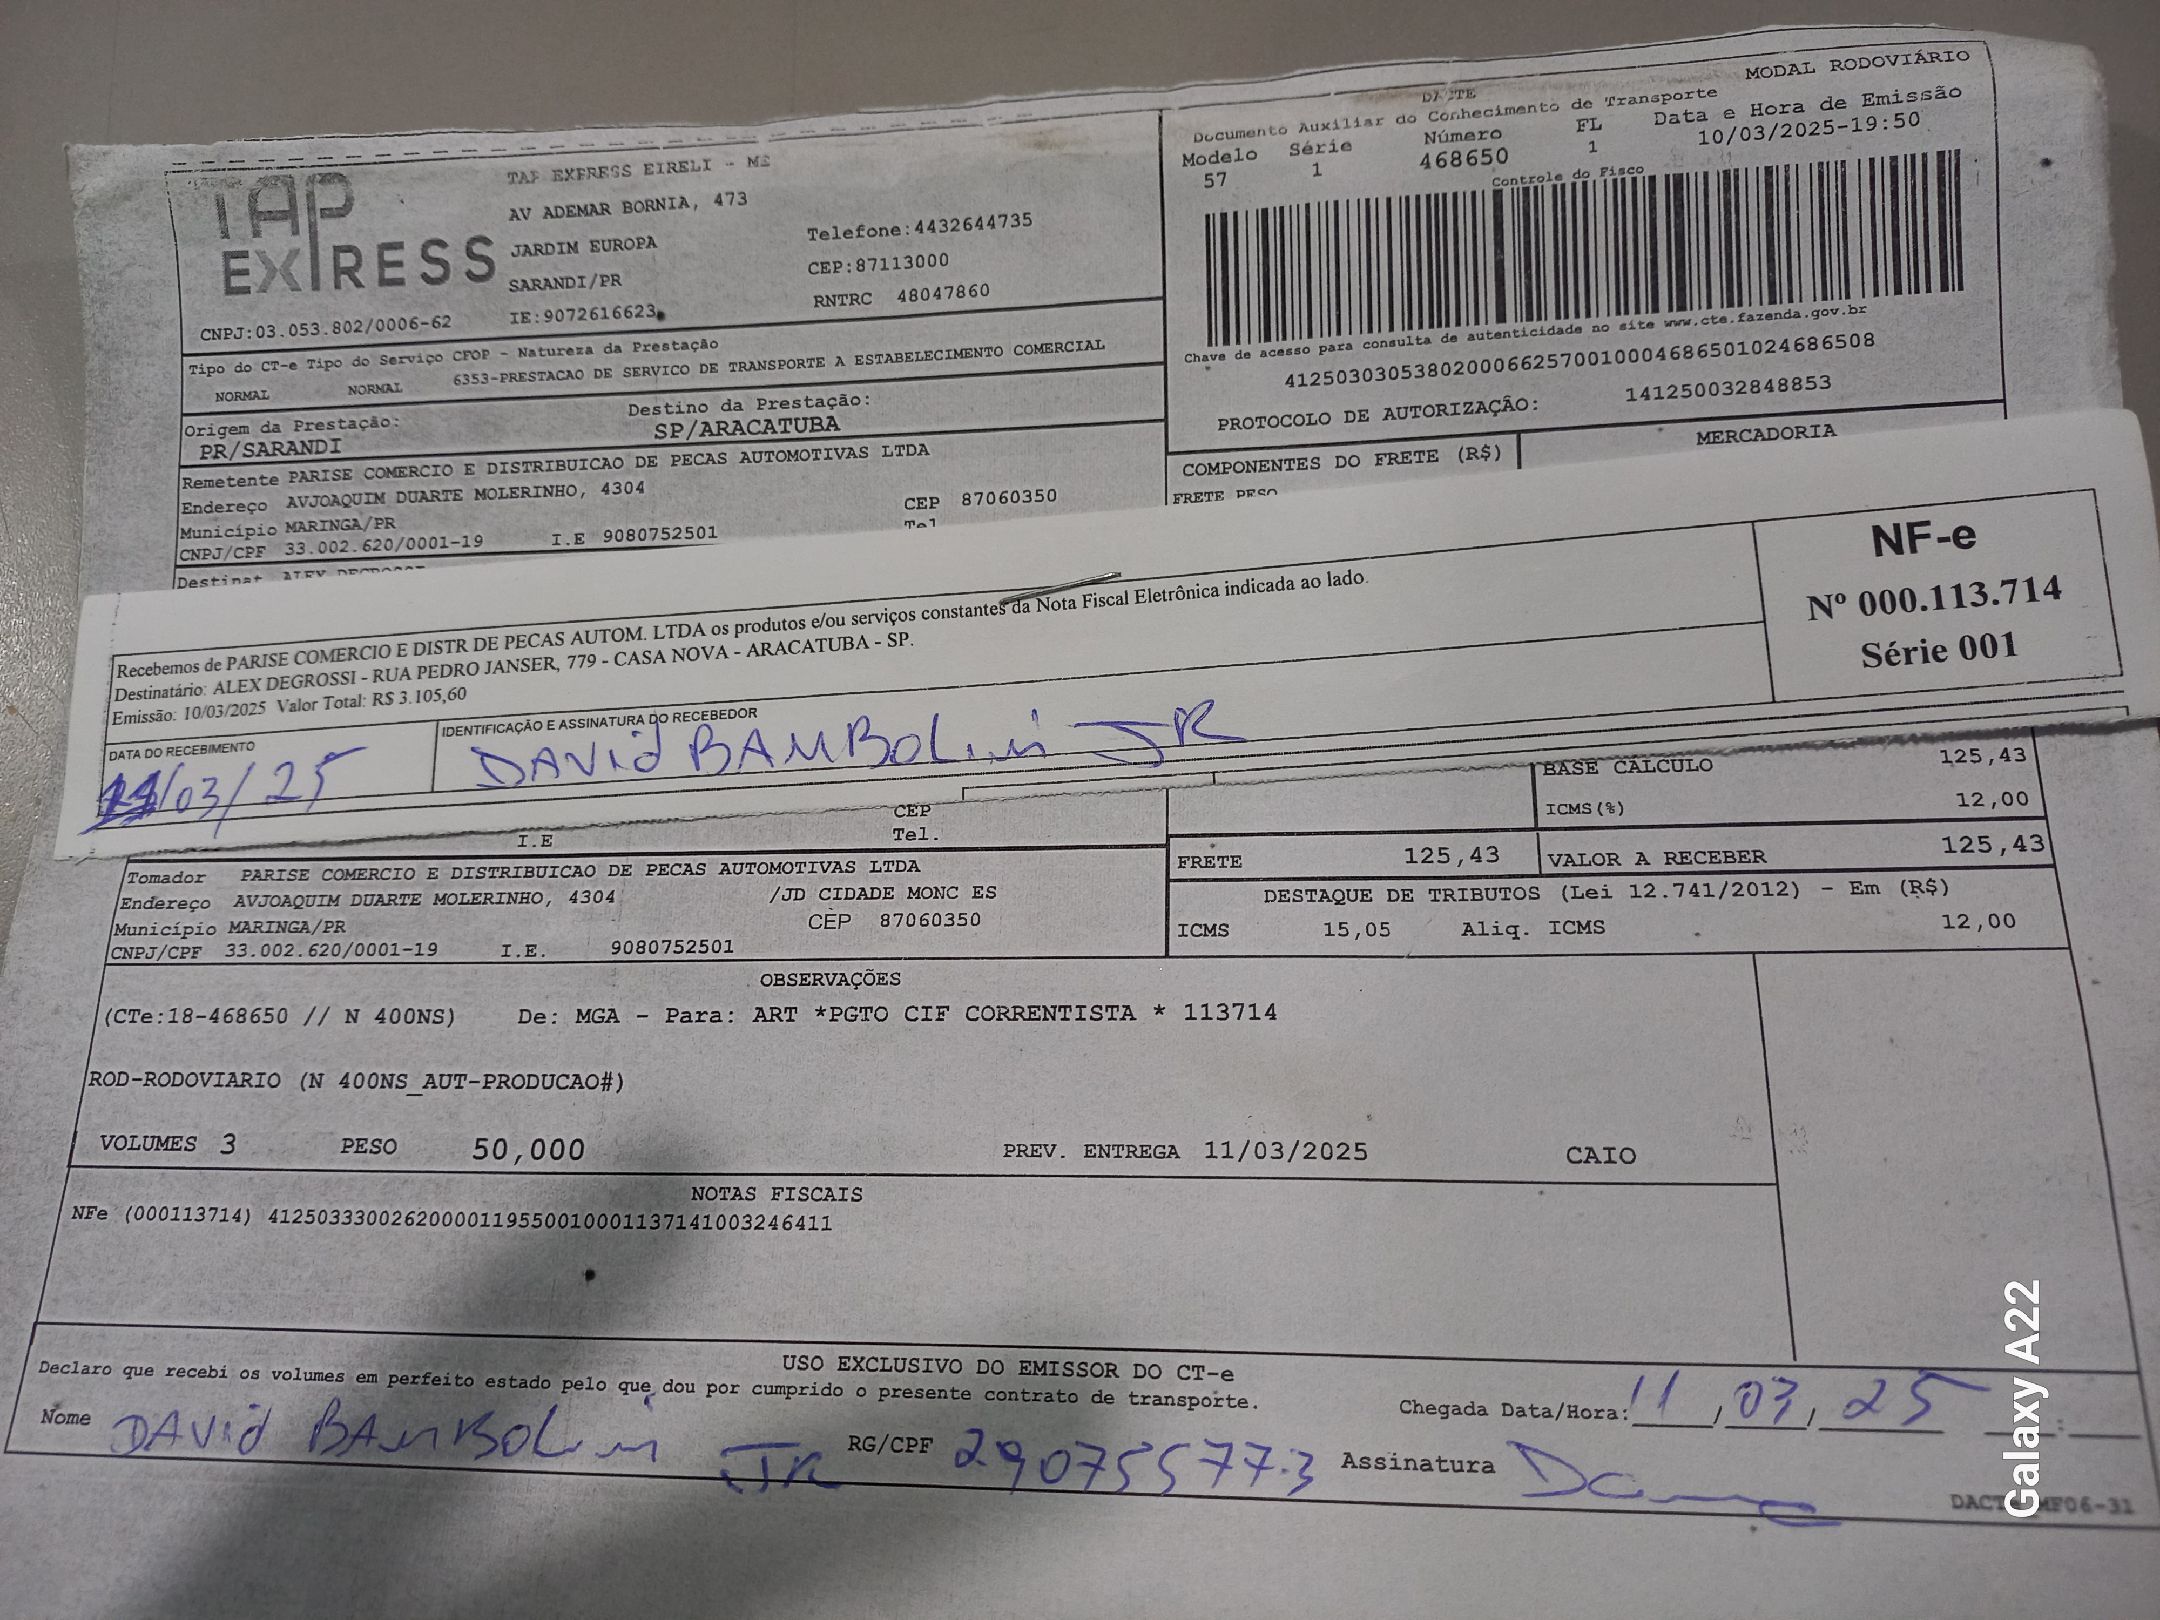 MODAL RODOVIÁRIO
DACTE
Documento Auxiliar do Conhecimento de Transporte
Modelo Série Número FL Data e Hora de Emissão
57 1 468650 1 10/03/2025-19:50
Controle do Fisco
TAP EXPRESS
TAP EXPRESS EIRELI - ME
AV ADEMAR BORNIA, 473
JARDIM EUROPA
SARANDI/PR
IE:9072616623
Telefone:4432644735
CEP:87113000
RNTRC 48047860
CNPJ:03.053.802/0006-62
Chave de acesso para consulta de autenticidade no site www.cte.fazenda.gov.br
41250303053802000662570010004686501024686508
PROTOCOLO DE AUTORIZAÇÃO: 141250032848853
Tipo do CT-e Tipo do Serviço CFOP - Natureza da Prestação
NORMAL NORMAL 6353-PRESTACAO DE SERVICO DE TRANSPORTE A ESTABELECIMENTO COMERCIAL
Origem da Prestação: Destino da Prestação:
PR/SARANDI SP/ARACATUBA
Remetente PARISE COMERCIO E DISTRIBUICAO DE PECAS AUTOMOTIVAS LTDA
Endereço AVJOAQUIM DUARTE MOLERINHO, 4304
Município MARINGA/PR CEP 87060350
CNPJ/CPF 33.002.620/0001-19 I.E 9080752501 Tel
Destinat ALEX DEGROSSI
COMPONENTES DO FRETE (R$) MERCADORIA
FRETE PESO
Recebemos de PARISE COMERCIO E DISTR DE PECAS AUTOM. LTDA os produtos e/ou serviços constantes da Nota Fiscal Eletrônica indicada ao lado.
Destinatário: ALEX DEGROSSI - RUA PEDRO JANSER, 779 - CASA NOVA - ARACATUBA - SP.
Emissão: 10/03/2025 Valor Total: R$ 3.105,60
NF-e
Nº 000.113.714
Série 001
DATA DO RECEBIMENTO IDENTIFICAÇÃO E ASSINATURA DO RECEBEDOR
11/03/25 DAVid BAMBOLini JR
CEP
I.E Tel.
BASE CÁLCULO 125,43
ICMS(%) 12,00
FRETE 125,43 VALOR A RECEBER 125,43
Tomador PARISE COMERCIO E DISTRIBUICAO DE PECAS AUTOMOTIVAS LTDA
Endereço AVJOAQUIM DUARTE MOLERINHO, 4304 /JD CIDADE MONC ES
Município MARINGA/PR CEP 87060350
CNPJ/CPF 33.002.620/0001-19 I.E. 9080752501
DESTAQUE DE TRIBUTOS (Lei 12.741/2012) - Em (R$)
ICMS 15,05 Aliq. ICMS 12,00
OBSERVAÇÕES
(CTe:18-468650 // N 400NS) De: MGA - Para: ART *PGTO CIF CORRENTISTA * 113714
ROD-RODOVIARIO (N 400NS_AUT-PRODUCAO#)
VOLUMES 3 PESO 50,000 PREV. ENTREGA 11/03/2025 CAIO
NOTAS FISCAIS
NFe (000113714) 41250333002620000119550010001137141003246411
USO EXCLUSIVO DO EMISSOR DO CT-e
Declaro que recebi os volumes em perfeito estado pelo que dou por cumprido o presente contrato de transporte.
Chegada Data/Hora: 11, 03, 25 :
Nome DAVid BAMBOLini JR RG/CPF 290755773 Assinatura
Galaxy A22